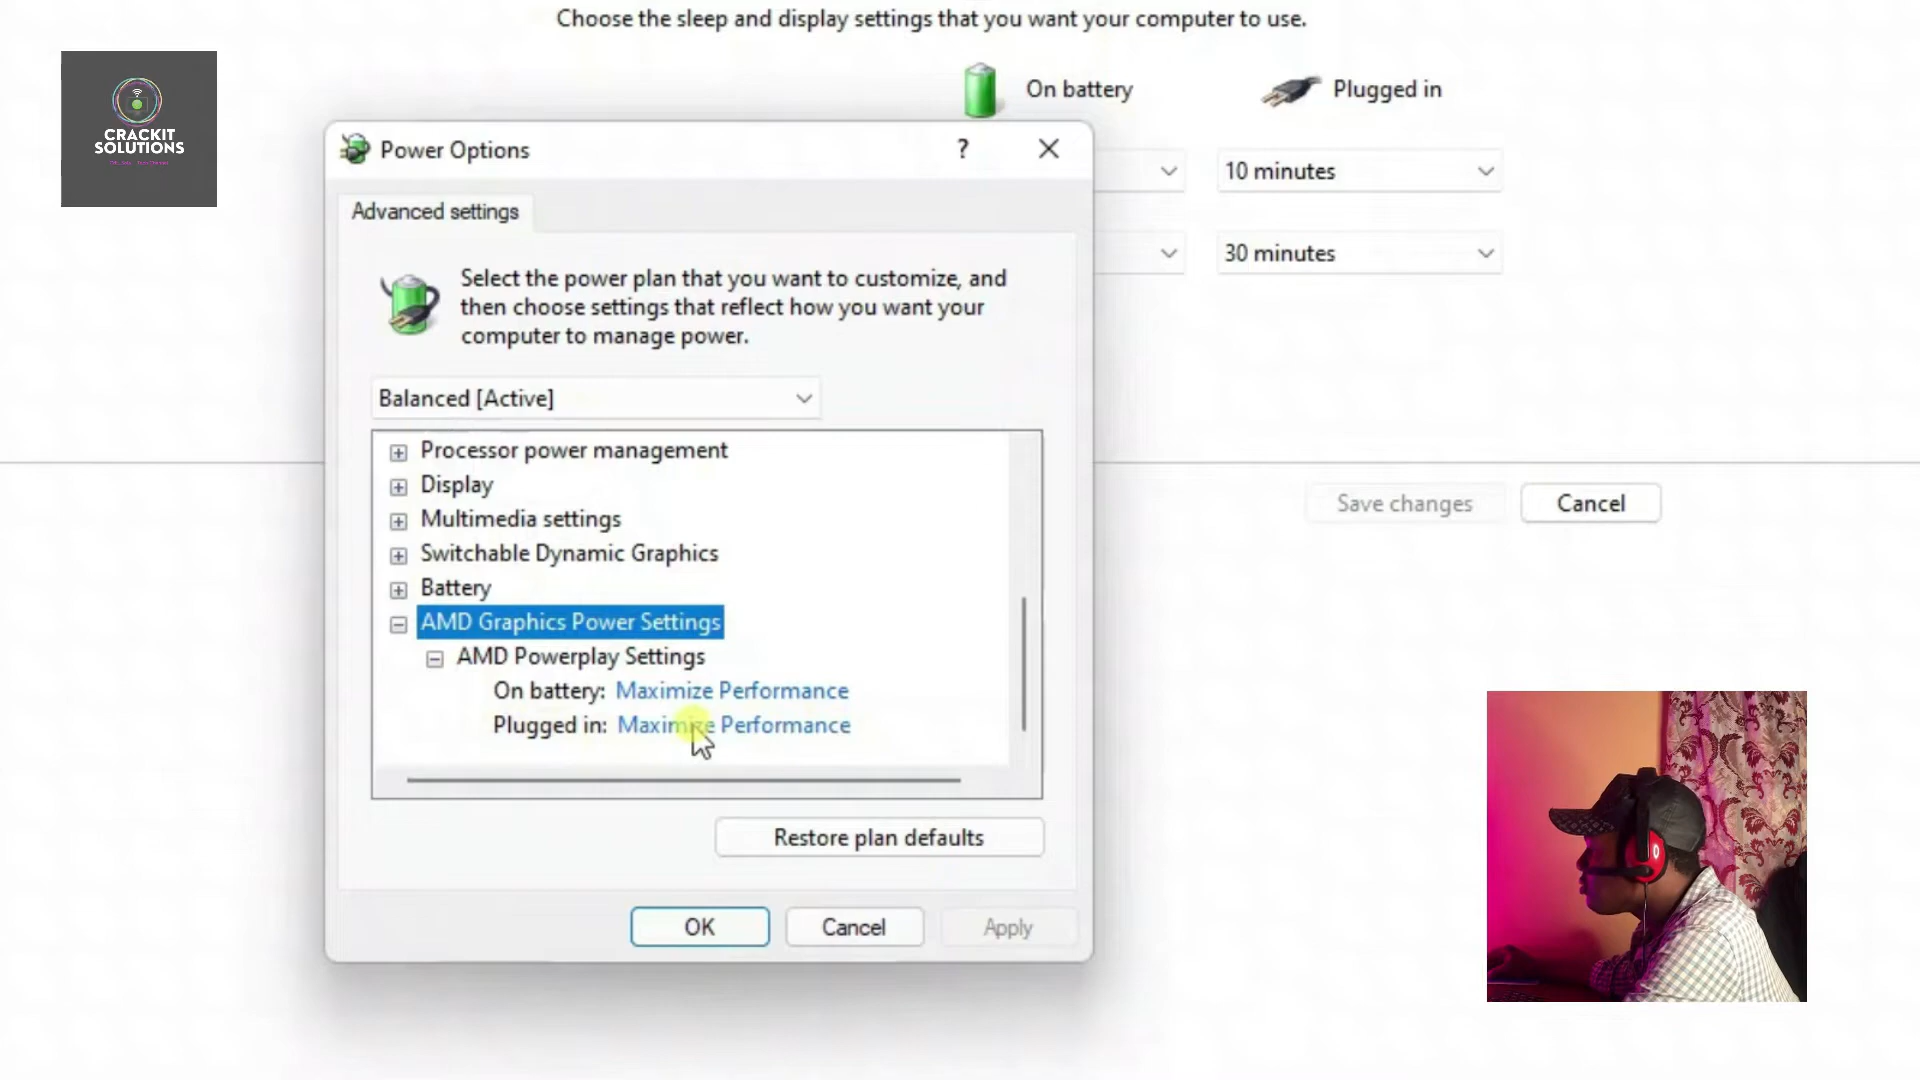 Choose the sleep and display settings that you want your computer to use.
CRACKIT
SOLUTIONS
On battery
Plugged in
Power Options
?
10 minutes
Advanced settings
30 minutes
Select the power plan that you want to customize, and
then choose settings that reflect how you want your
computer to manage power.
Balanced [Active]
Processor power management
Display
Multimedia settings
Switchable Dynamic Graphics
Battery
AMD Graphics Power Settings
AMD Powerplay Settings
On battery: Maximize Performance
Plugged in: Maximize Performance
Save changes
Cancel
Restore plan defaults
OK
Cancel
Apply